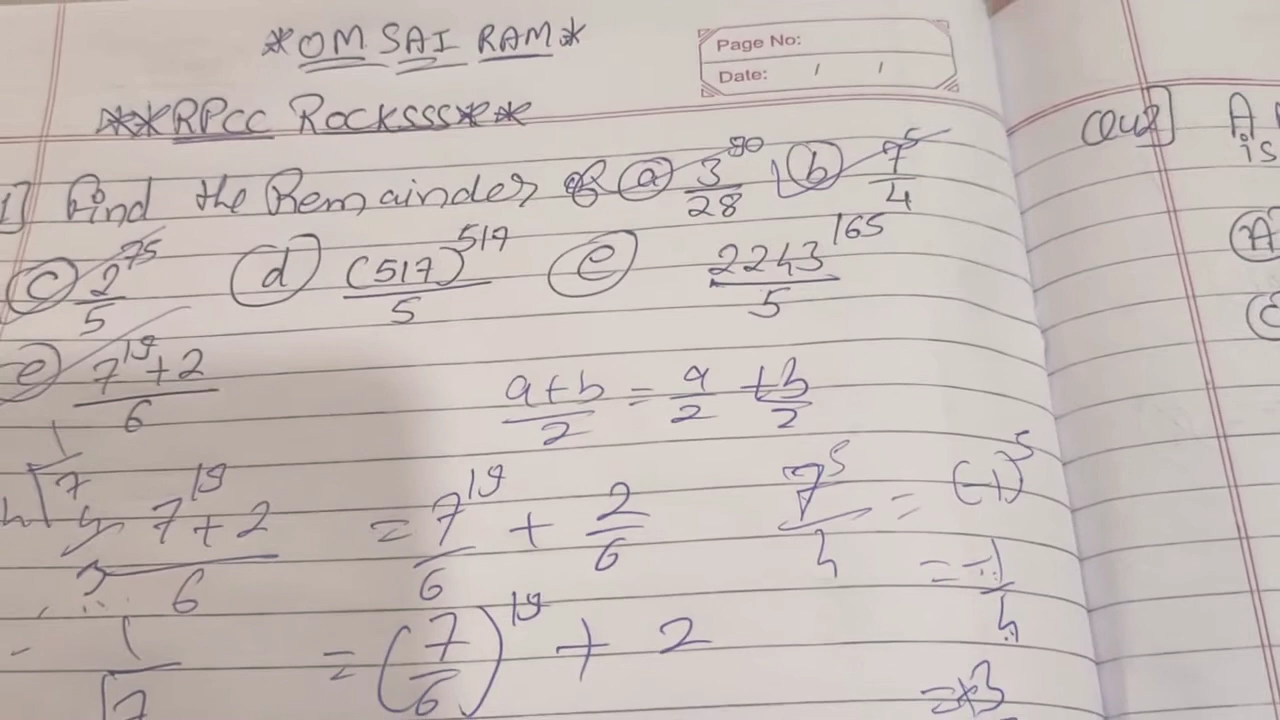 *OM SAI RAM*
Page No:
Date: / /
***RPCC ROCKSSS***
1] Find the Remainder of (a) 3^80/28, (b) 7^5/4
(c) 2^75/5 (d) (517)^517/5 (e) 2243^165/5
(e) 7^19+2/6
a+b/2 = a/2 + b/2
7^19+2/6 = 7^19/6 + 2/6
7^5/4 = (-1)^5
= -1/4
= (7/6)^19 + 2
= +3
Qu2] A
is
(A)